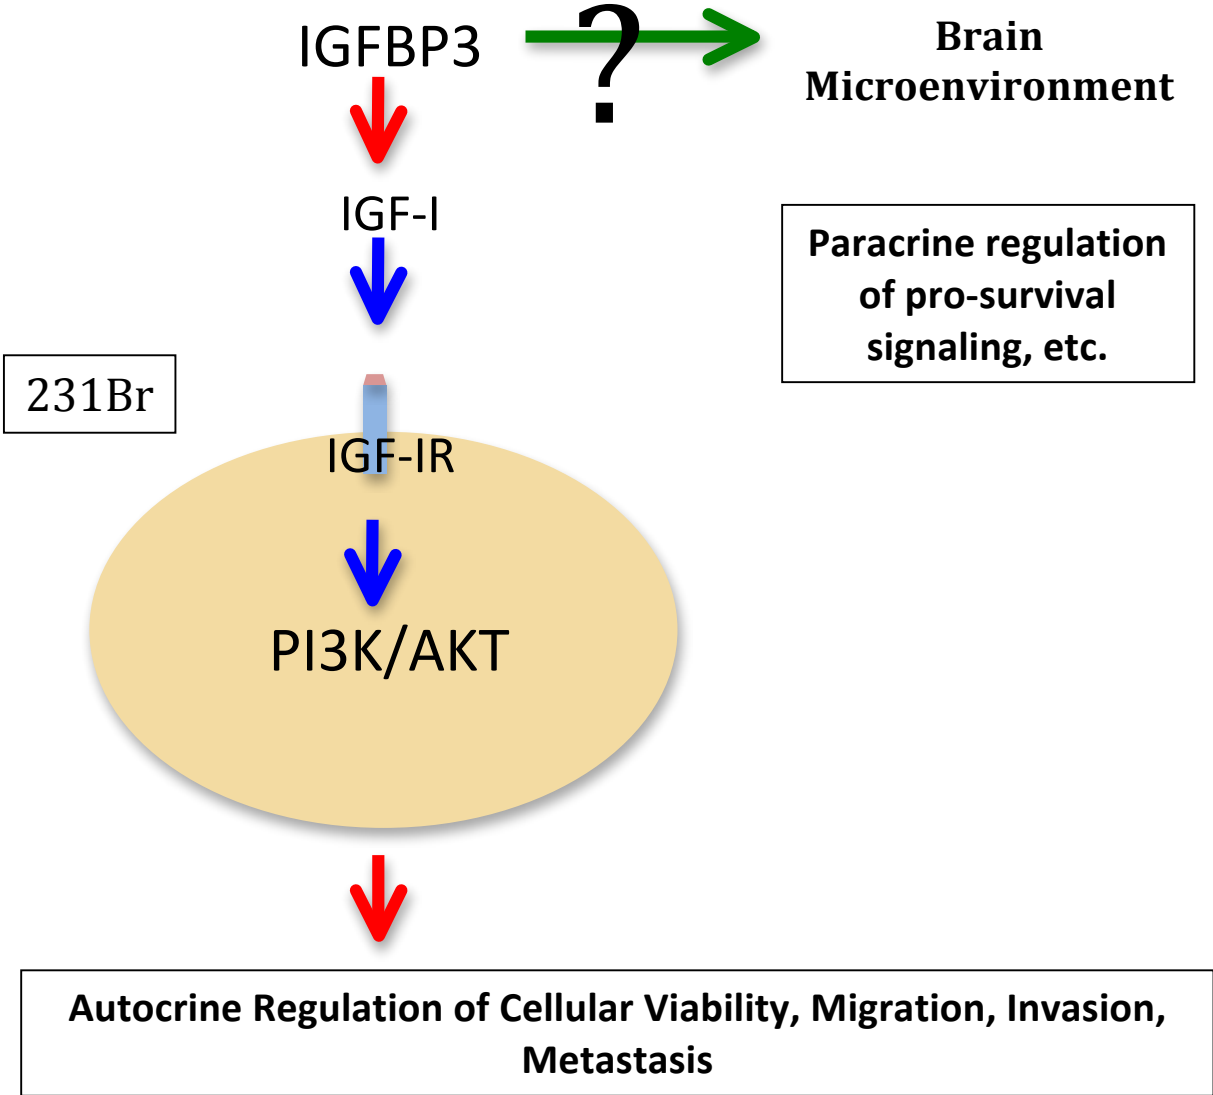 IGFBP3
?
Brain
Microenvironment
IGF-I
Paracrine regulation
of pro-survival
signaling, etc.
231Br
IGF-IR
PI3K/AKT
Autocrine Regulation of Cellular Viability, Migration, Invasion,
Metastasis